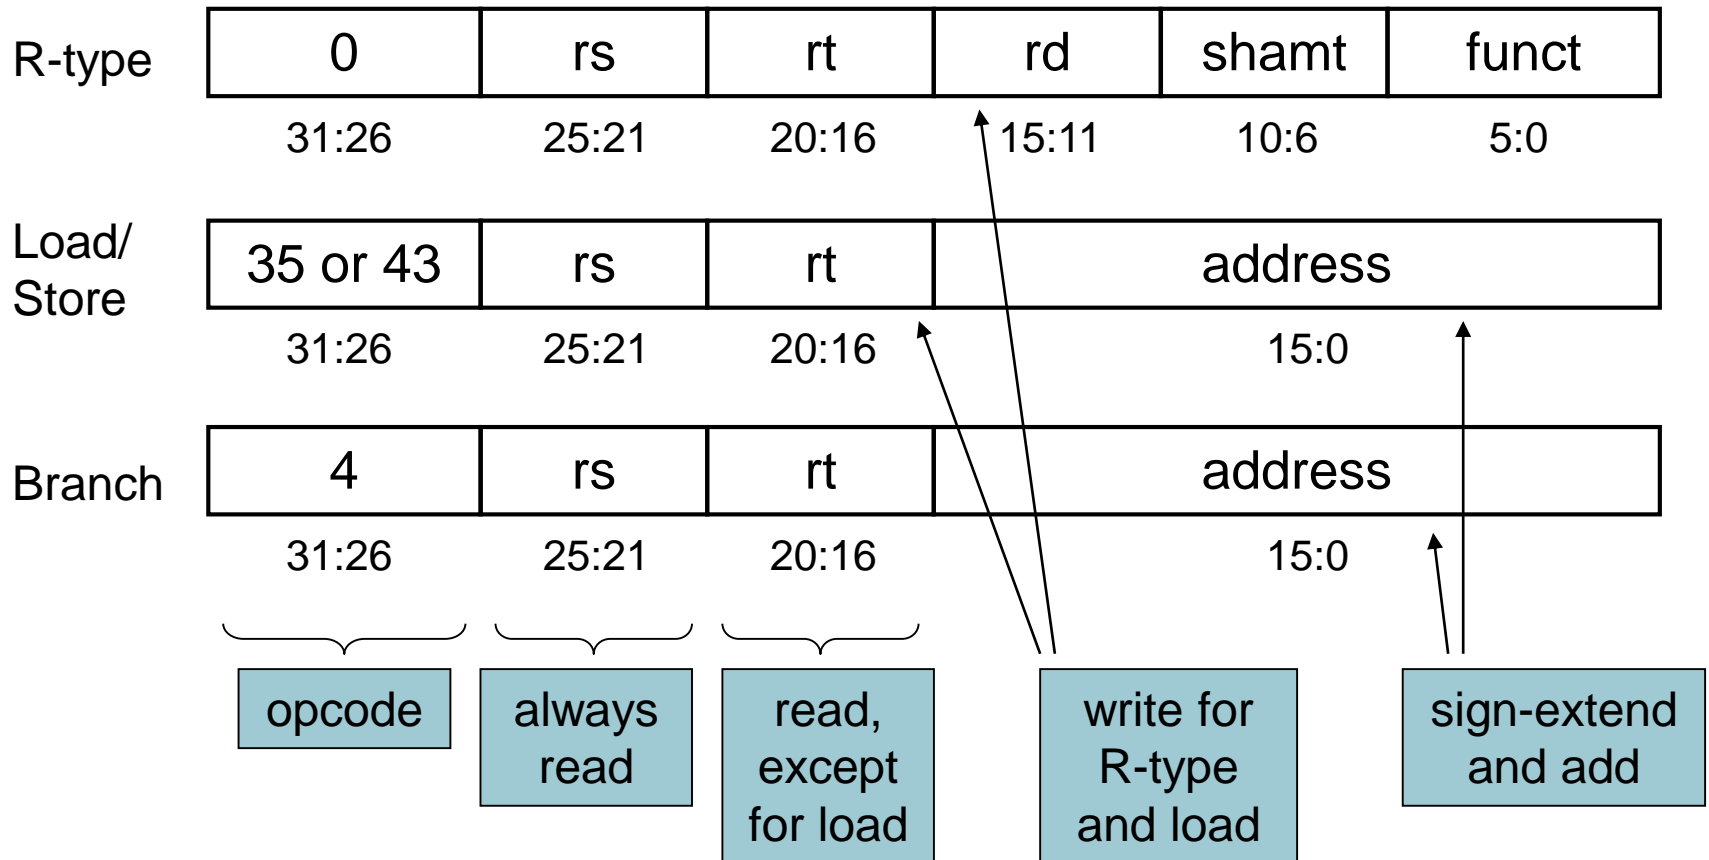 R-type 0 rs rt rd shamt funct
31:26 25:21 20:16 15:11 10:6 5:0
Load/
Store
35 or 43 rs rt address
31:26 25:21 20:16 15:0
Branch 4 rs rt address
31:26 25:21 20:16 15:0
opcode
always
read
read,
except
for load
write for
R-type
and load
sign-extend
and add